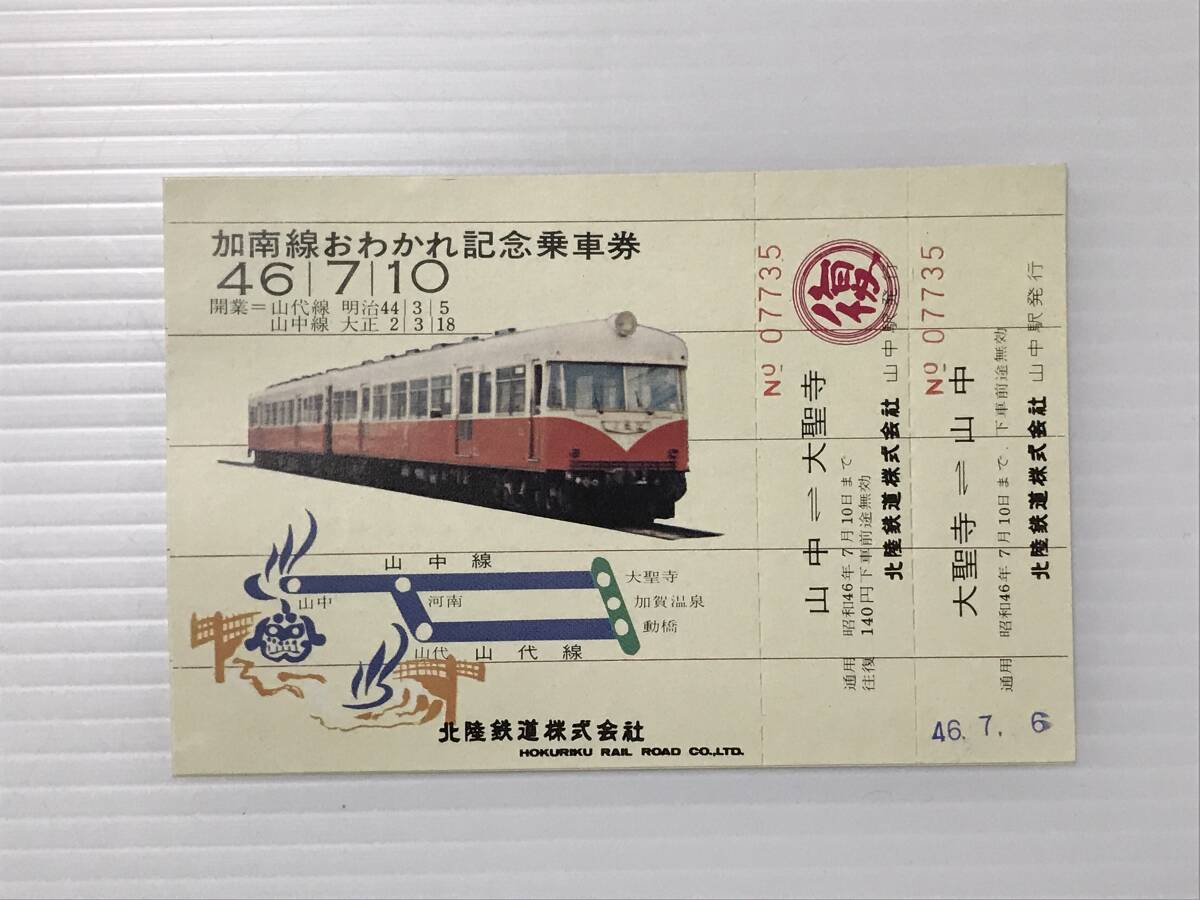 加南線おわかれ記念乗車券
46|7|10
開業=山代線 明治44|3|5
山中線 大正 2|3|18
山中線
山中
河南
大聖寺
加賀温泉
動橋
山代
山代線
北陸鉄道株式会社
HOKURIKU RAIL ROAD CO.,LTD.
No 07735
復
山中⇌大聖寺
通用 昭和46年7月10日まで
往復 140円下車前途無効
北陸鉄道株式会社 山中駅発行
No 07735
大聖寺⇌山中
通用 昭和46年7月10日まで、下車前途無効
北陸鉄道株式会社 山中駅発行
46.7.6